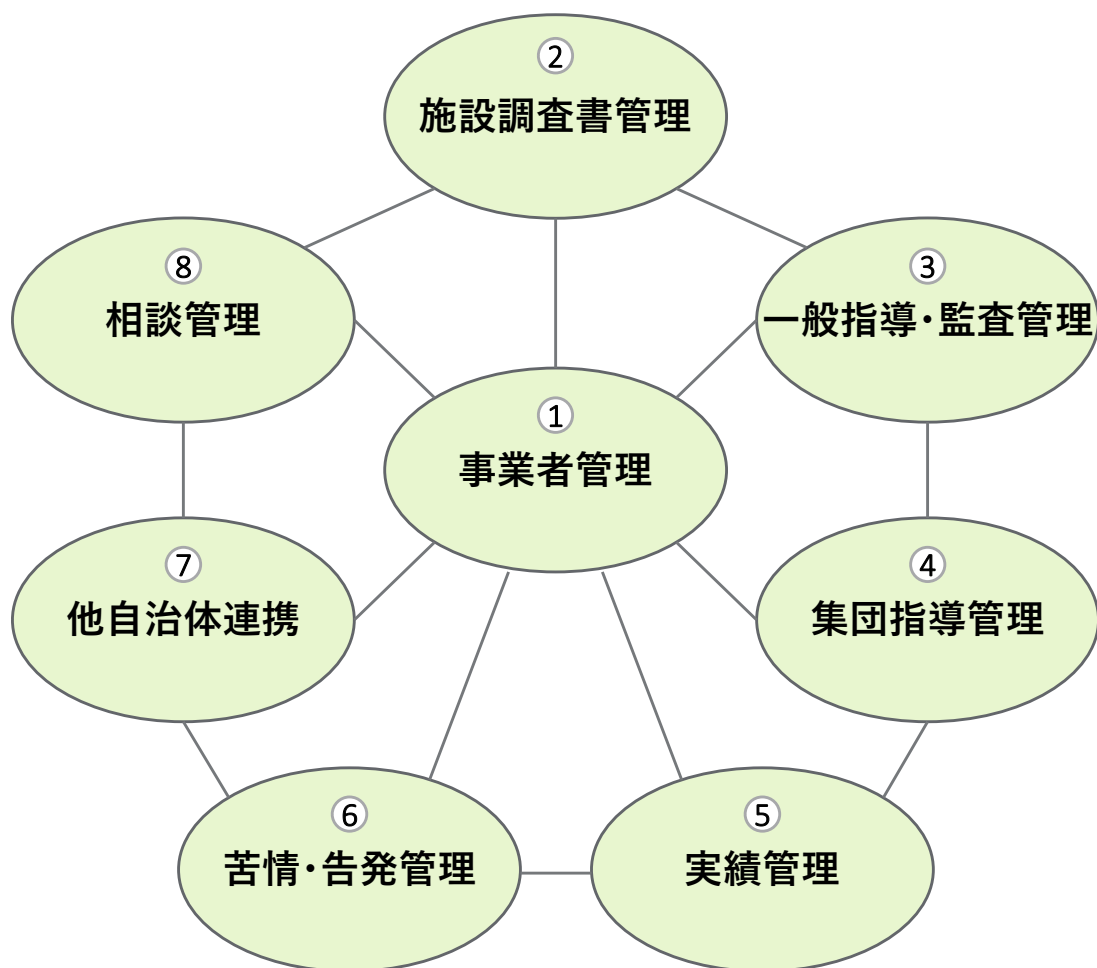 ②
施設調査書管理
⑧
相談管理
③
一般指導・監査管理
①
事業者管理
⑦
他自治体連携
④
集団指導管理
⑥
苦情・告発管理
⑤
実績管理